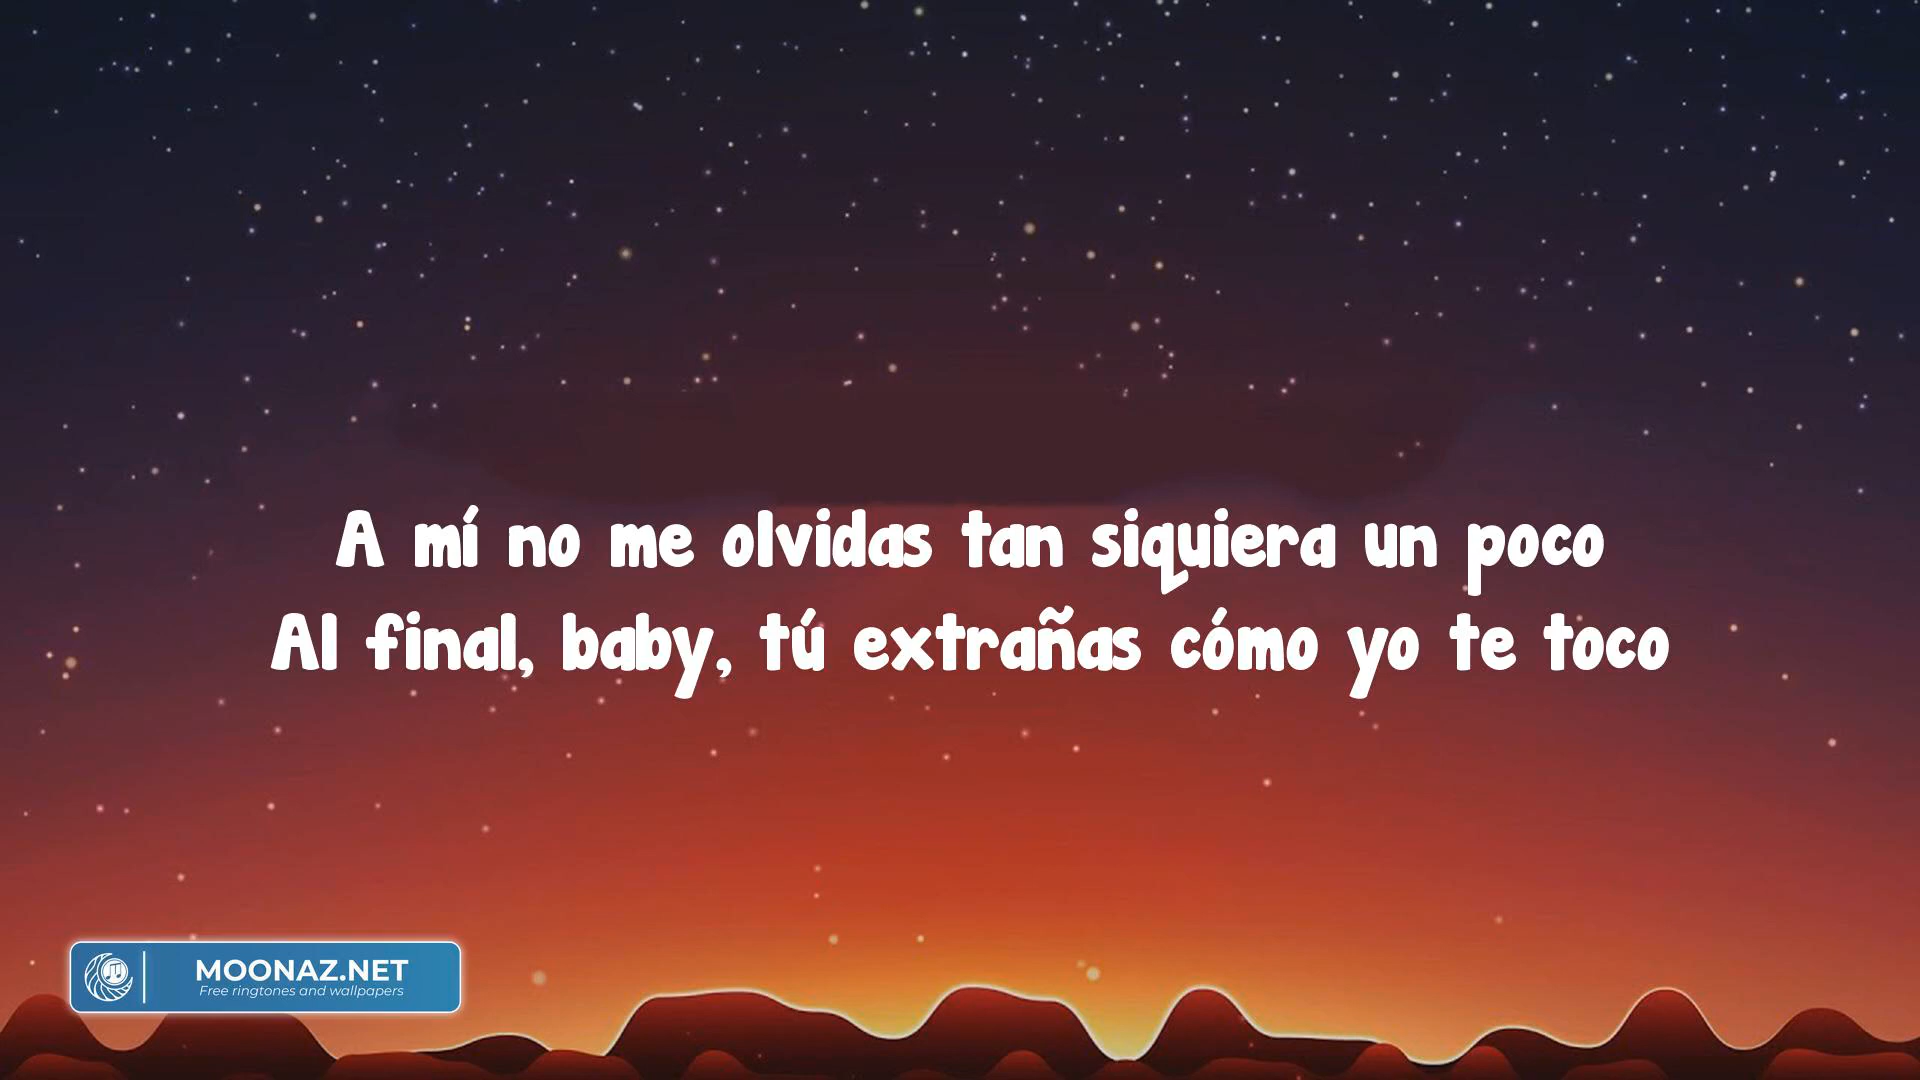 A mí no me olvidas tan siquiera un poco
Al final, baby, tú extrañas cómo yo te toco
MOONAZ.NET
Free ringtones and wallpapers